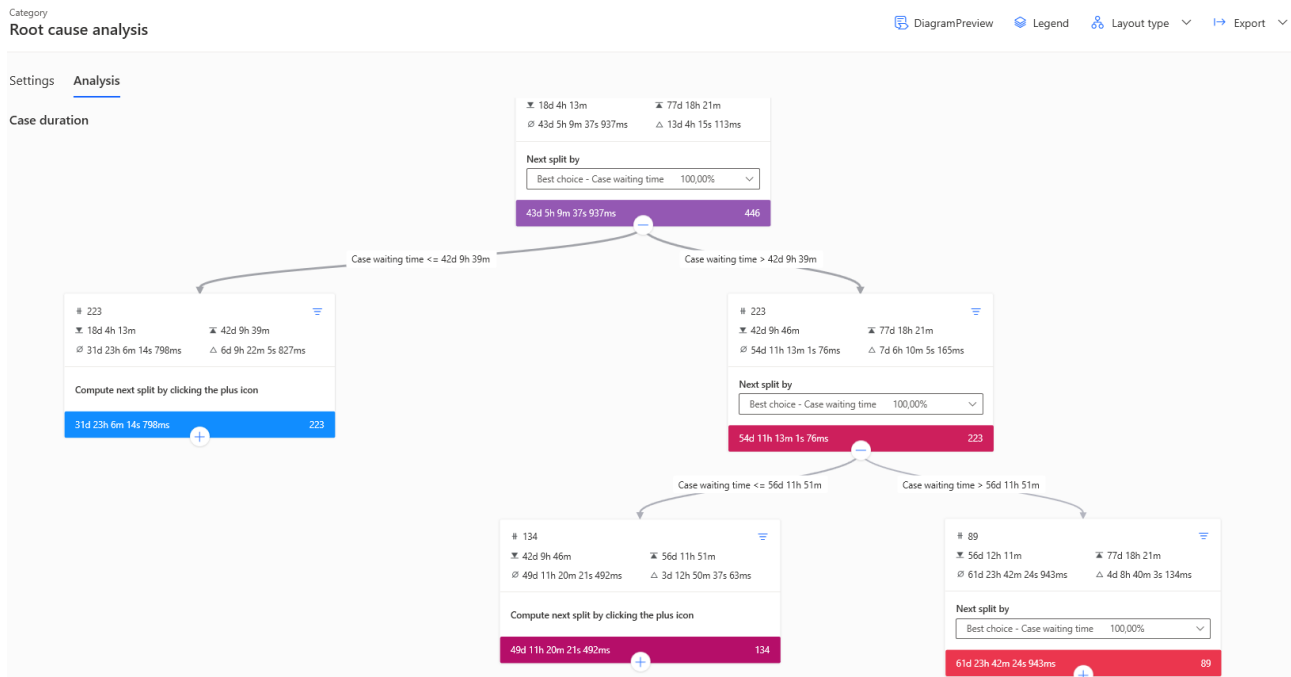 Category
Root cause analysis
DiagramPreview Legend Layout type Export
Settings Analysis
Case duration
18d 4h 13m 77d 18h 21m
Ø 43d 5h 9m 37s 937ms △ 13d 4h 15s 113ms
Next split by
Best choice - Case waiting time 100,00%
43d 5h 9m 37s 937ms 446
Case waiting time <= 42d 9h 39m Case waiting time > 42d 9h 39m
# 223
18d 4h 13m 42d 9h 39m
Ø 31d 23h 6m 14s 798ms △ 6d 9h 22m 5s 827ms
Compute next split by clicking the plus icon
31d 23h 6m 14s 798ms 223
# 223
42d 9h 46m 77d 18h 21m
Ø 54d 11h 13m 1s 76ms △ 7d 6h 10m 5s 165ms
Next split by
Best choice - Case waiting time 100,00%
54d 11h 13m 1s 76ms 223
Case waiting time <= 56d 11h 51m Case waiting time > 56d 11h 51m
# 134
42d 9h 46m 56d 11h 51m
Ø 49d 11h 20m 21s 492ms △ 3d 12h 50m 37s 63ms
Compute next split by clicking the plus icon
49d 11h 20m 21s 492ms 134
# 89
56d 12h 11m 77d 18h 21m
Ø 61d 23h 42m 24s 943ms △ 4d 8h 40m 3s 134ms
Next split by
Best choice - Case waiting time 100,00%
61d 23h 42m 24s 943ms 89